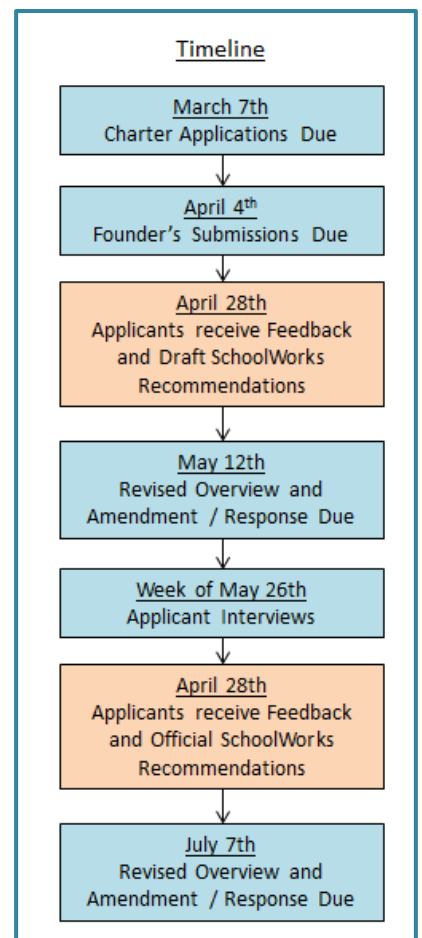 Timeline
March 7th
Charter Applications Due
April 4th
Founder's Submissions Due
April 28th
Applicants receive Feedback
and Draft SchoolWorks
Recommendations
May 12th
Revised Overview and
Amendment / Response Due
Week of May 26th
Applicant Interviews
April 28th
Applicants receive Feedback
and Official SchoolWorks
Recommendations
July 7th
Revised Overview and
Amendment / Response Due